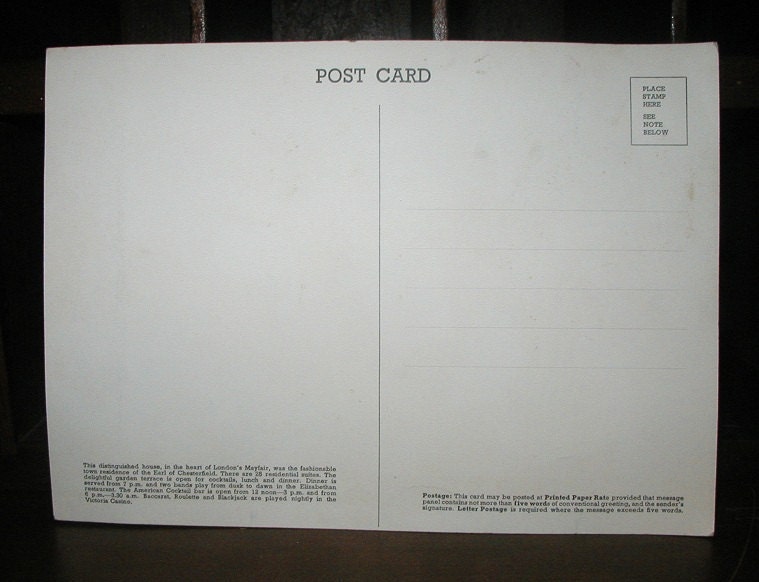 POST CARD
PLACE
STAMP
HERE
SEE
NOTE
BELOW
This distinguished house, in the heart of London's Mayfair, was the fashionable
town residence of the Earl of Chesterfield. There are 28 residential suites. The
delightful garden terrace is open for cocktails, lunch and dinner. Dinner is
served from 7 p.m. and two bands play from dusk to dawn in the Elizabethan
restaurant. The American Cocktail bar is open from 12 noon—3 p.m. and from
6 p.m.—3.30 a.m. Baccarat, Roulette and Blackjack are played nightly in the
Victoria Casino.
Postage: This card may be posted at Printed Paper Rate provided that message
panel contains not more than five words of conventional greeting, and the sender's
signature. Letter Postage is required where the message exceeds five words.